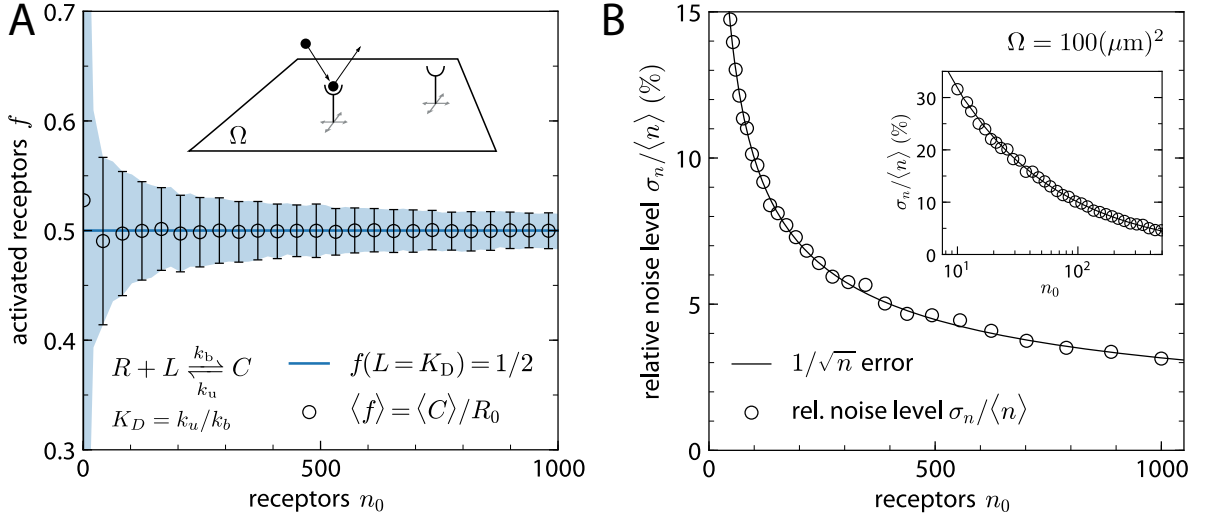 A
0.7
0.6
0.5
0.4
0.3
activated receptors f
Ω
R + L ⇌ C
k_b
k_u
K_D = k_u/k_b
f(L = K_D) = 1/2
⟨f⟩ = ⟨C⟩/R_0
0
500
1000
receptors n_0
B
15
10
5
0
relative noise level σ_n/⟨n⟩ (%)
Ω = 100(μm)^2
30
20
10
0
σ_n/⟨n⟩ (%)
10^1
10^2
n_0
1/√n error
rel. noise level σ_n/⟨n⟩
0
500
1000
receptors n_0